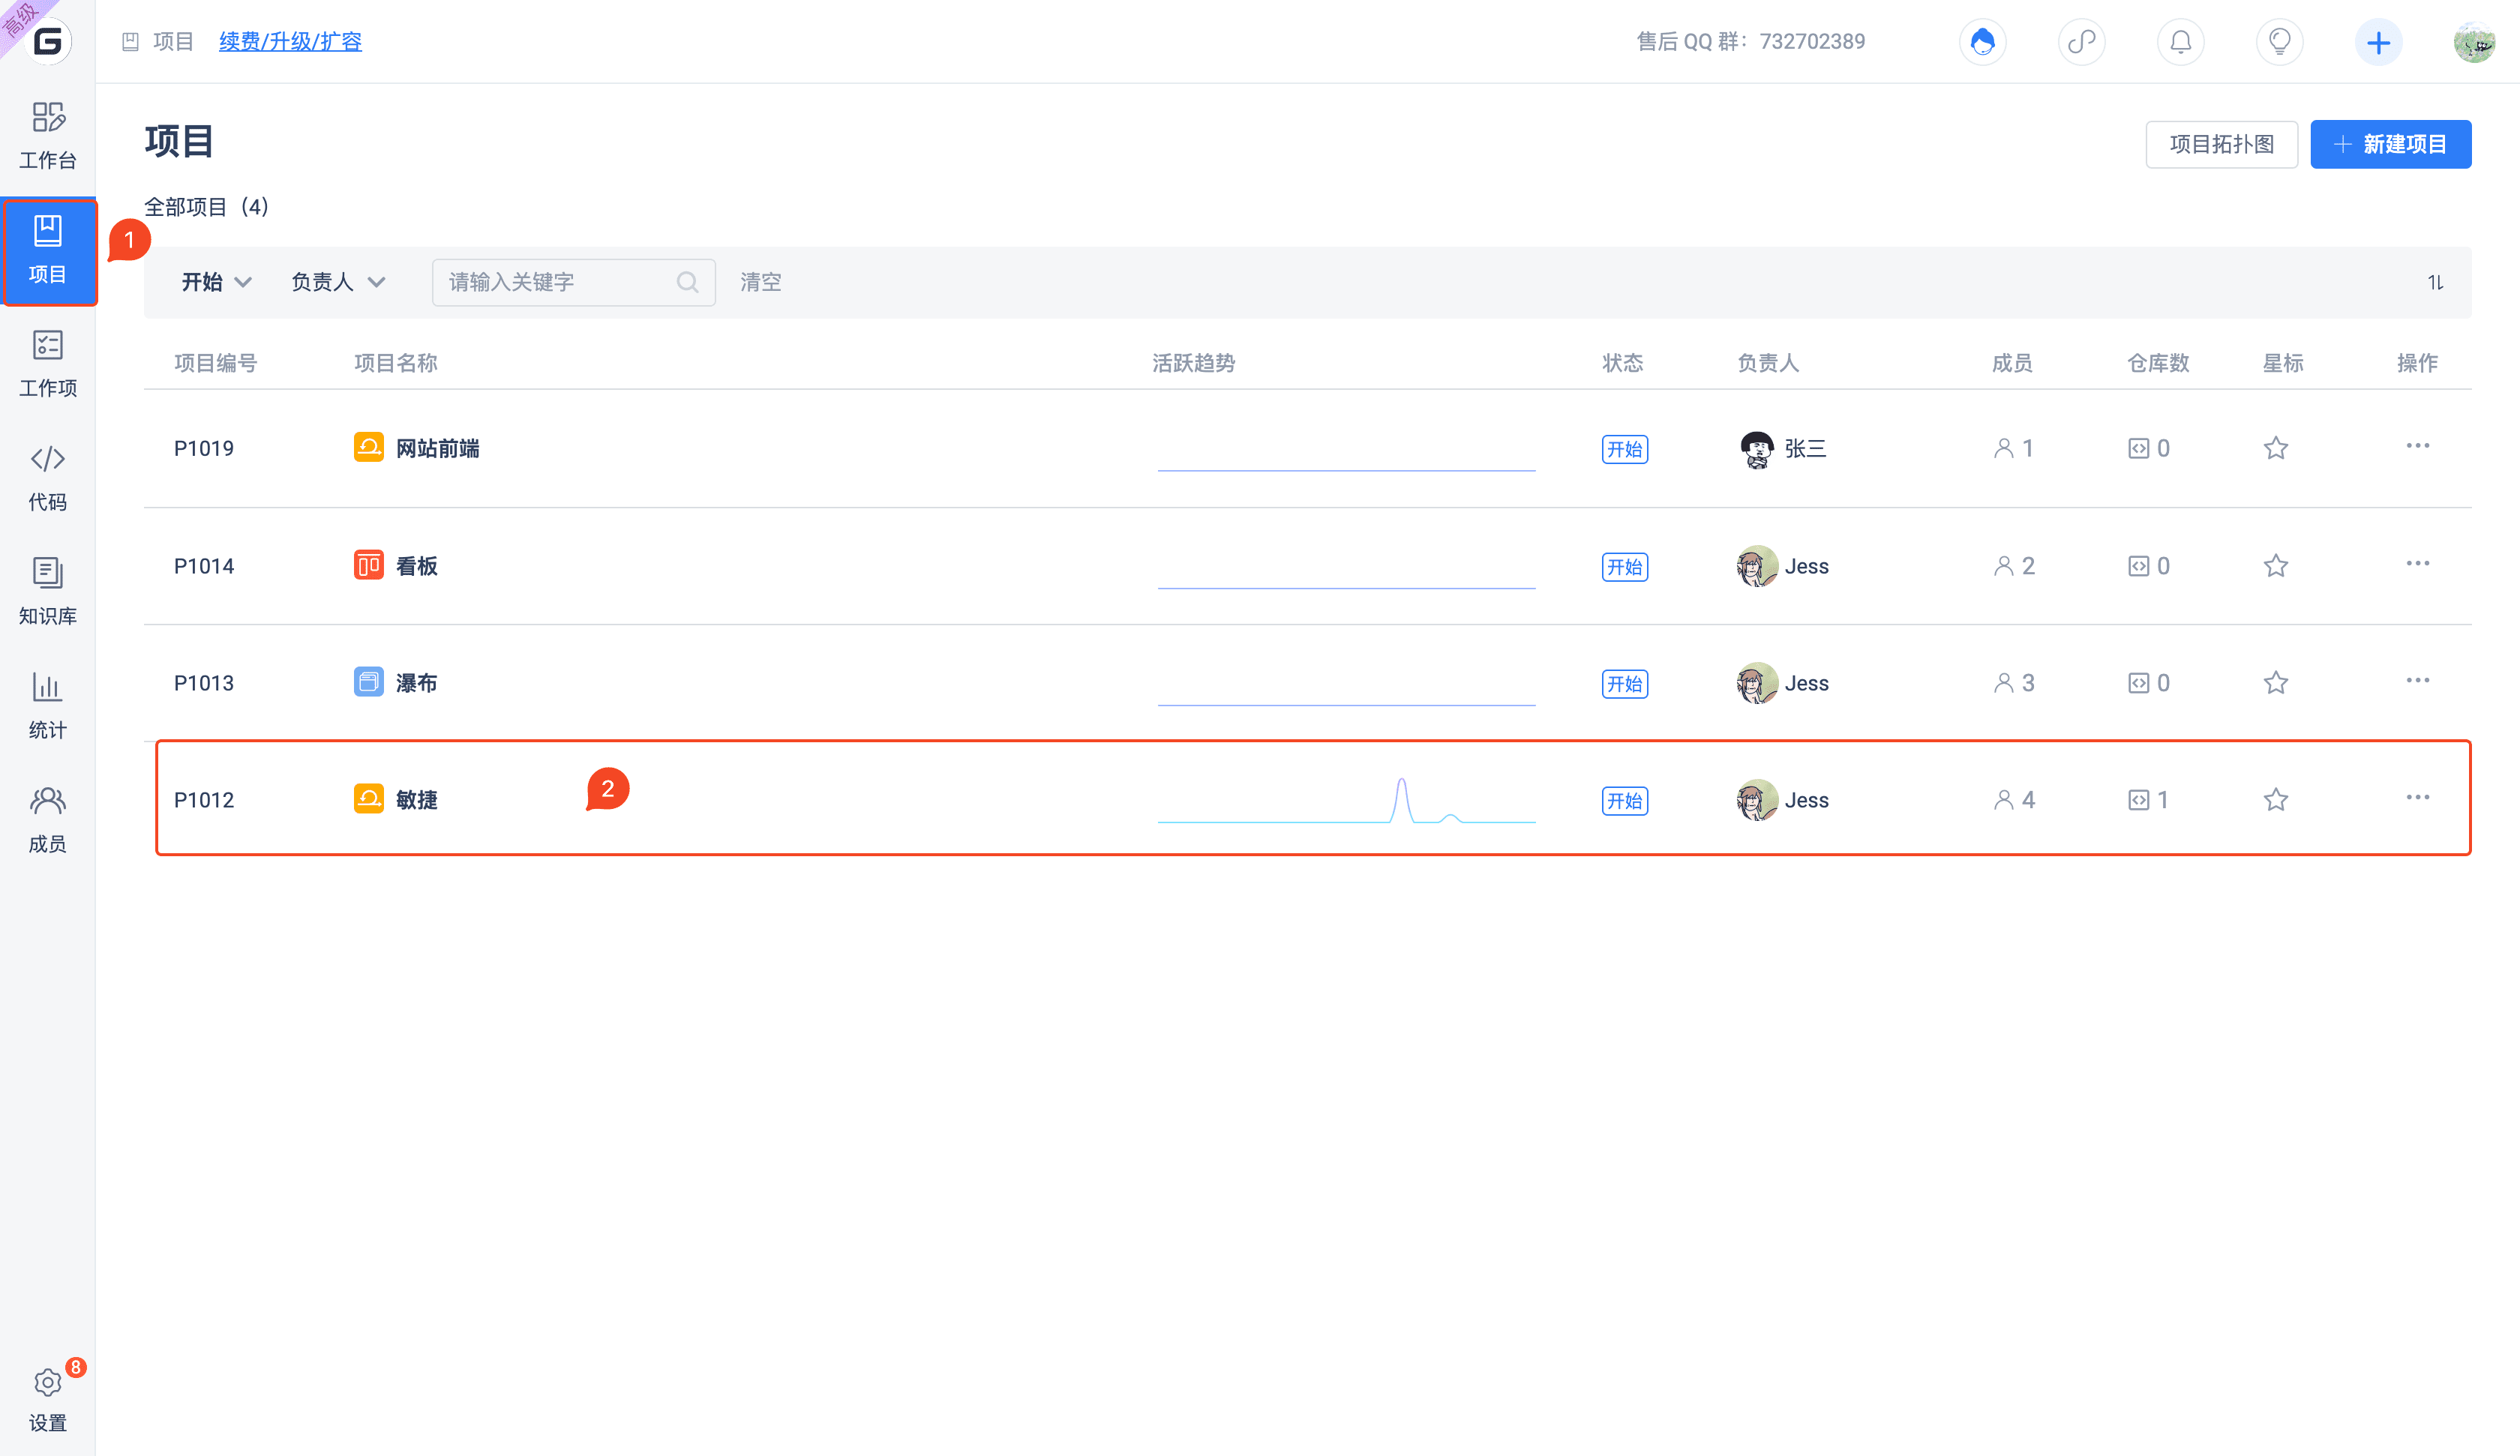 高级
G
项目 续费/升级/扩容 售后 QQ 群：732702389
工作台
项目
工作项
代码
知识库
统计
成员
8
设置
项目
项目拓扑图 新建项目
全部项目（4）
1
开始 负责人 请输入关键字 清空
项目编号 项目名称 活跃趋势 状态 负责人 成员 仓库数 星标 操作
P1019 网站前端 开始 张三 1 0
P1014 看板 开始 Jess 2 0
P1013 瀑布 开始 Jess 3 0
P1012 敏捷 2 开始 Jess 4 1